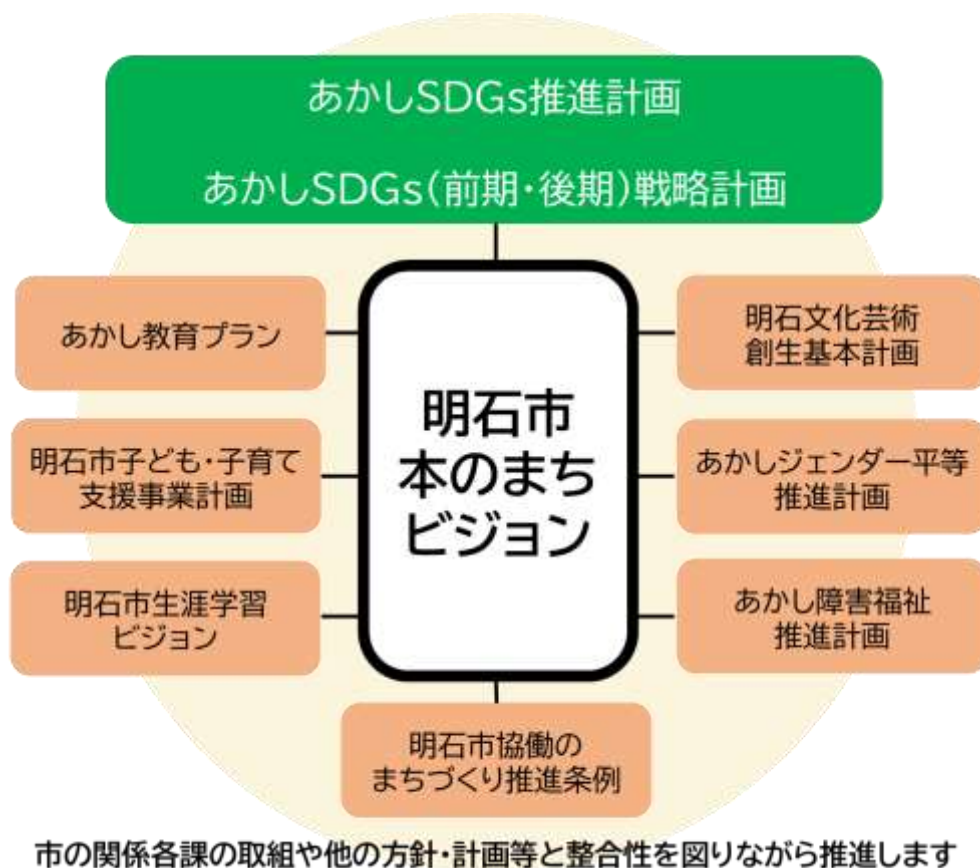 あかしSDGs推進計画
あかしSDGs(前期・後期)戦略計画
あかし教育プラン
明石市子ども・子育て
支援事業計画
明石市生涯学習
ビジョン
明石市
本のまち
ビジョン
明石文化芸術
創生基本計画
あかしジェンダー平等
推進計画
あかし障害福祉
推進計画
明石市協働の
まちづくり推進条例
市の関係各課の取組や他の方針・計画等と整合性を図りながら推進します